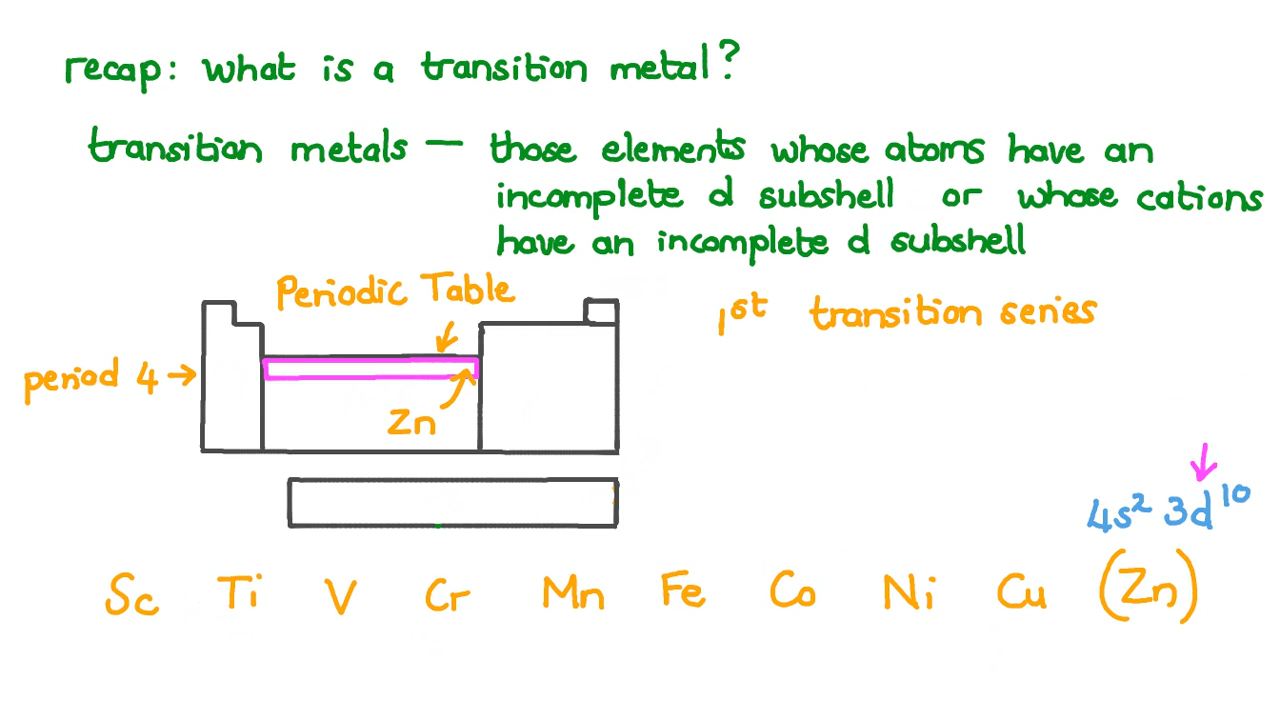 recap: what is a transition metal?
transition metals — those elements whose atoms have an
incomplete d subshell or whose cations
have an incomplete d subshell
Periodic Table
1st transition series
period 4 →
Zn
4s² 3d¹⁰
Sc Ti V Cr Mn Fe Co Ni Cu (Zn)